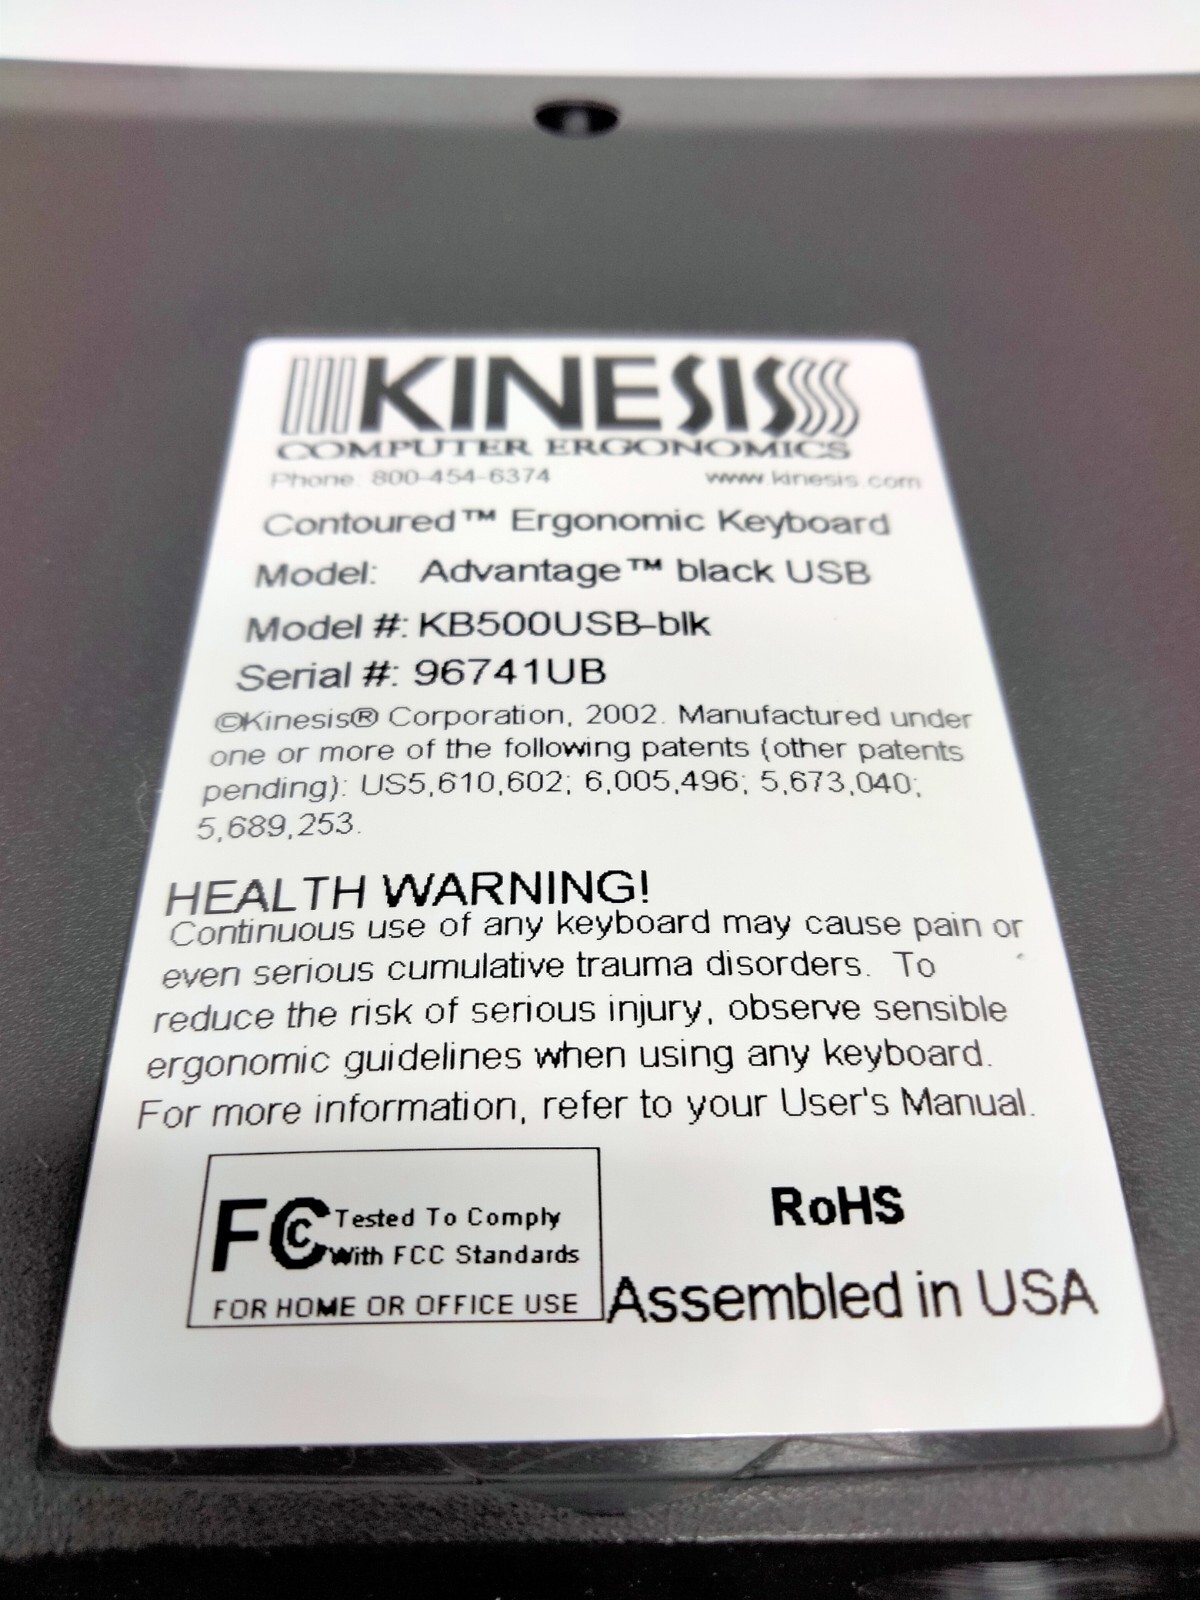 KINESIS
COMPUTER ERGONOMICS
Phone: 800-454-6374 www.kinesis.com
Contoured™ Ergonomic Keyboard
Model: Advantage™ black USB
Model #: KB500USB-blk
Serial #: 96741UB
©Kinesis® Corporation, 2002. Manufactured under
one or more of the following patents (other patents
pending): US5,610,602; 6,005,496; 5,673,040;
5,689,253.
HEALTH WARNING!
Continuous use of any keyboard may cause pain or
even serious cumulative trauma disorders. To
reduce the risk of serious injury, observe sensible
ergonomic guidelines when using any keyboard.
For more information, refer to your User's Manual.
FC Tested To Comply
With FCC Standards
FOR HOME OR OFFICE USE
RoHS
Assembled in USA